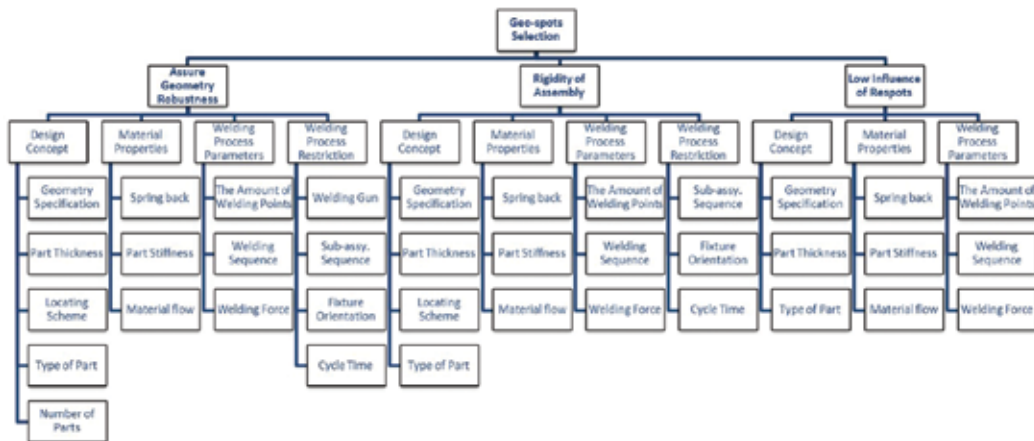 Geo-spots
Selection
Assure
Geometry
Robustness
Rigidity of
Assembly
Low Influence
of Respots
Design
Concept
Material
Properties
Welding
Process
Parameters
Welding
Process
Restriction
Design
Concept
Material
Properties
Welding
Process
Parameters
Welding
Process
Restriction
Design
Concept
Material
Properties
Welding
Process
Parameters
Geometry
Specification
Spring back
The Amount of
Welding Points
Welding Gun
Geometry
Specification
Spring back
The Amount of
Welding Points
Sub-assy.
Sequence
Geometry
Specification
Spring back
The Amount of
Welding Points
Part Thickness
Part Stiffness
Welding
Sequence
Sub-assy.
Sequence
Part Thickness
Part Stiffness
Welding
Sequence
Fixture
Orientation
Part Thickness
Part Stiffness
Welding
Sequence
Locating
Scheme
Material flow
Welding Force
Fixture
Orientation
Locating
Scheme
Material flow
Welding Force
Cycle Time
Type of Part
Material flow
Welding Force
Type of Part
Cycle Time
Type of Part
Number of
Parts